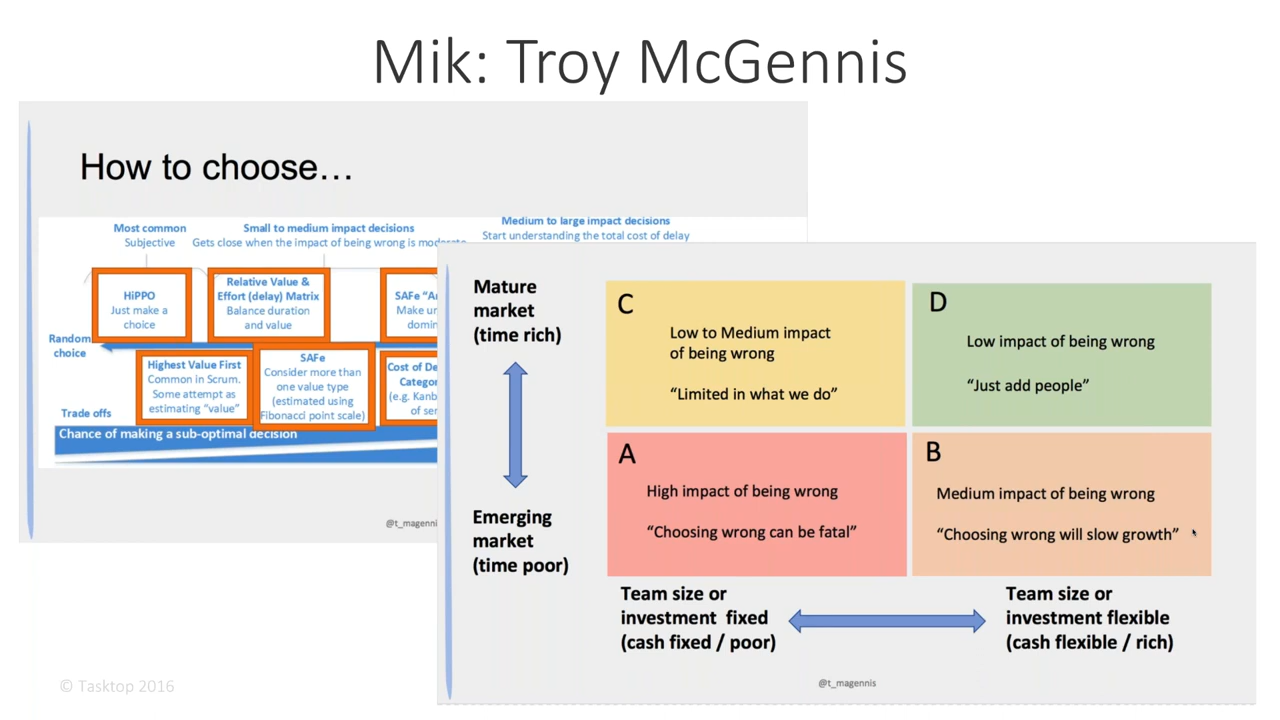 Mik: Troy McGennis
How to choose…
Most common
Subjective
Small to medium impact decisions
Gets close when the impact of being wrong is moderate
Medium to large impact decisions
Start understanding the total cost of delay
HiPPO
Just make a
choice
Relative Value &
Effort (delay) Matrix
Balance duration
and value
SAFe
Make
Random
choice
Highest Value First
Common in Scrum.
Some attempt as
estimating "value"
SAFe
Consider more than
one value type
(estimated using
Fibonacci point scale)
Cost of
(e.g.
of
Trade offs
Chance of making a sub-optimal decision
Mature
market
(time rich)
Emerging
market
(time poor)
C
Low to Medium impact
of being wrong
“Limited in what we do”
D
Low impact of being wrong
“Just add people”
A
High impact of being wrong
“Choosing wrong can be fatal”
B
Medium impact of being wrong
“Choosing wrong will slow growth”
Team size or
investment fixed
(cash fixed / poor)
Team size or
investment flexible
(cash flexible / rich)
@t_magennis
© Tasktop 2016